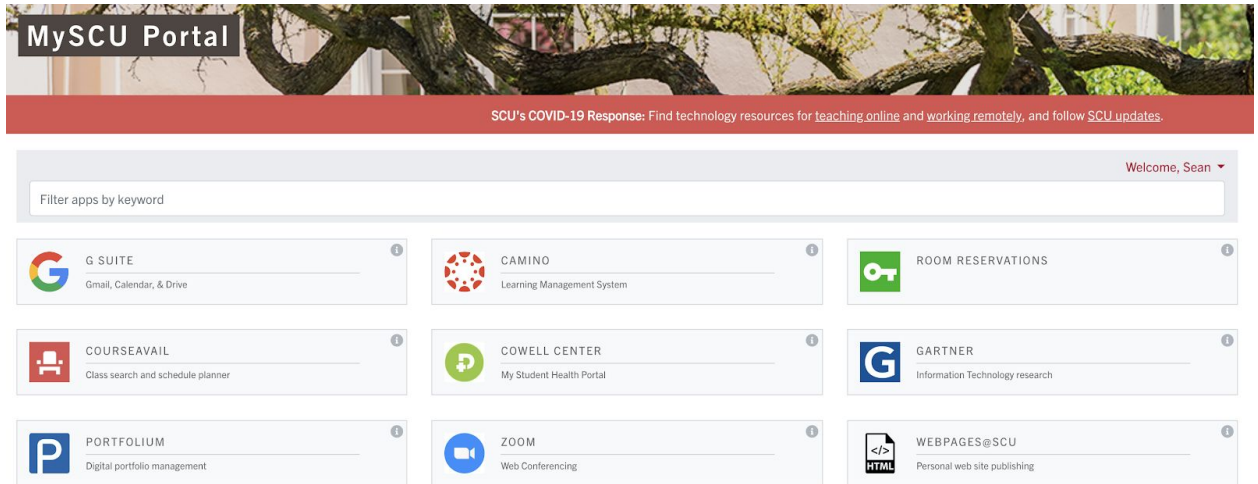 MySCU Portal
SCU's COVID-19 Response: Find technology resources for teaching online and working remotely, and follow SCU updates.
Welcome, Sean
Filter apps by keyword
G SUITE
Gmail, Calendar, & Drive
CAMINO
Learning Management System
ROOM RESERVATIONS
COURSEAVAIL
Class search and schedule planner
COWELL CENTER
My Student Health Portal
GARTNER
Information Technology research
PORTFOLIUM
Digital portfolio management
ZOOM
Web Conferencing
HTML
WEBPAGES@SCU
Personal web site publishing